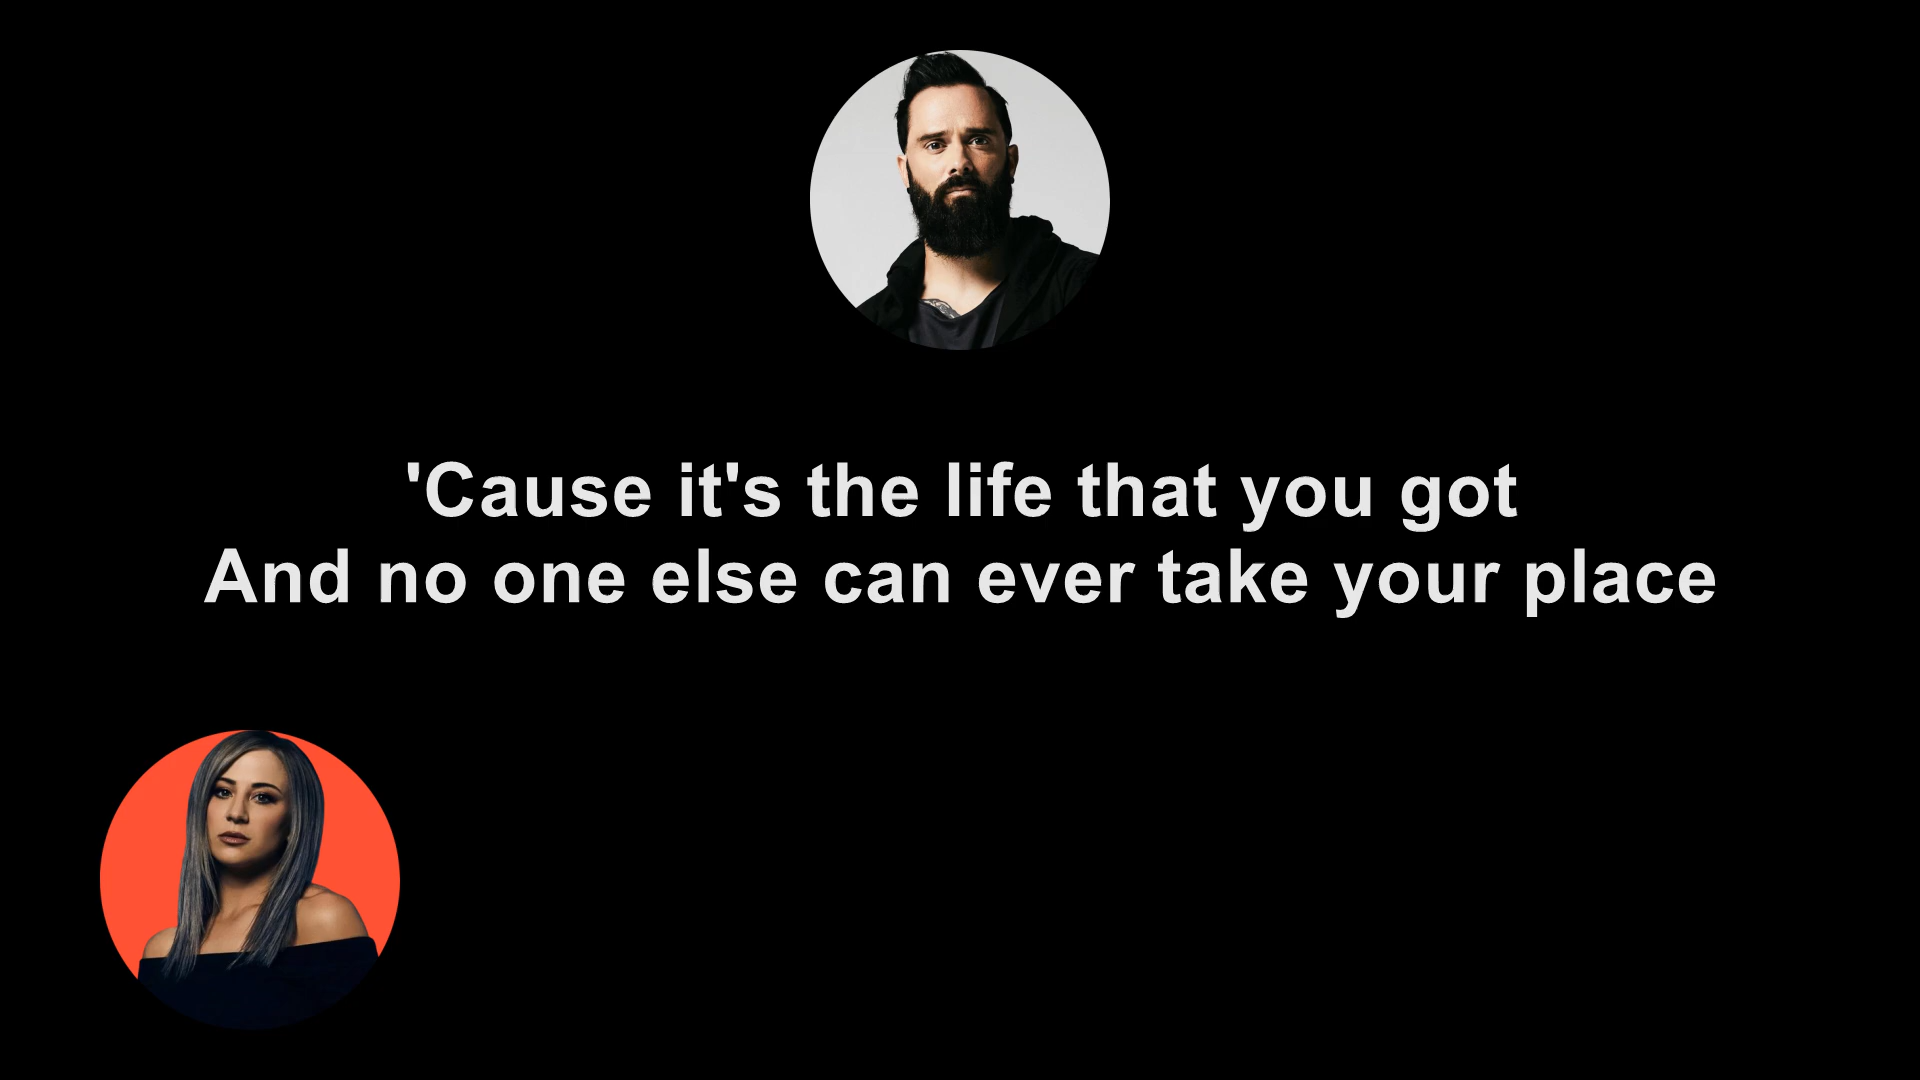 'Cause it's the life that you got
And no one else can ever take your place